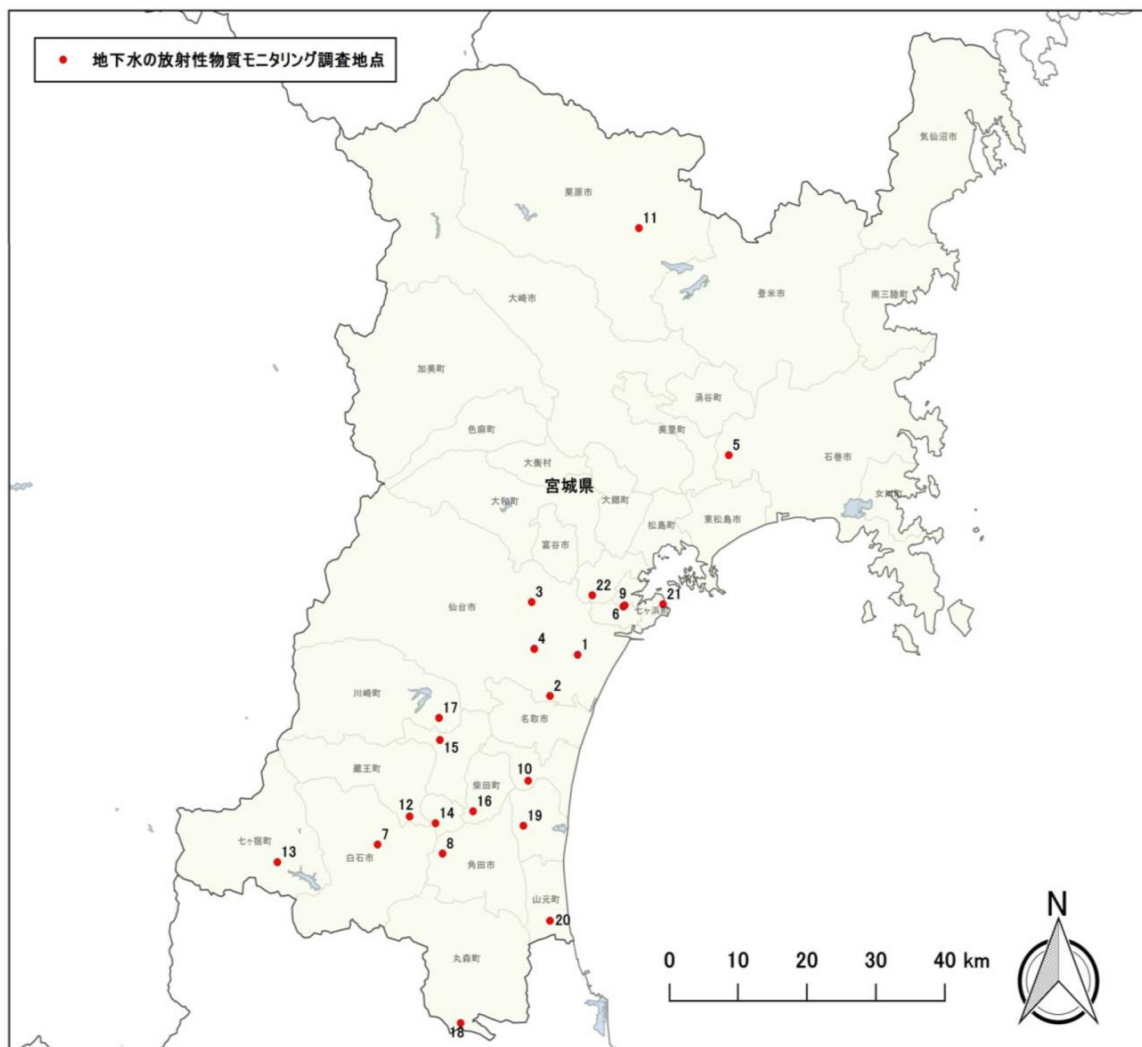 地下水の放射性物質モニタリング調査地点
気仙沼市
栗原市
11
登米市
南三陸町
大崎市
加美町
涌谷町
色麻町
美里町
5
石巻市
大衡村
宮城県
女川町
大和町
大郷町
松島町
東松島市
富谷市
3
22
9
21
仙台市
6
七ヶ浜町
4
1
川崎町
2
17
名取市
15
蔵王町
10
柴田町
12
14
16
19
七ヶ宿町
13
7
白石市
8
角田市
山元町
20
丸森町
18
0 10 20 30 40 km
N